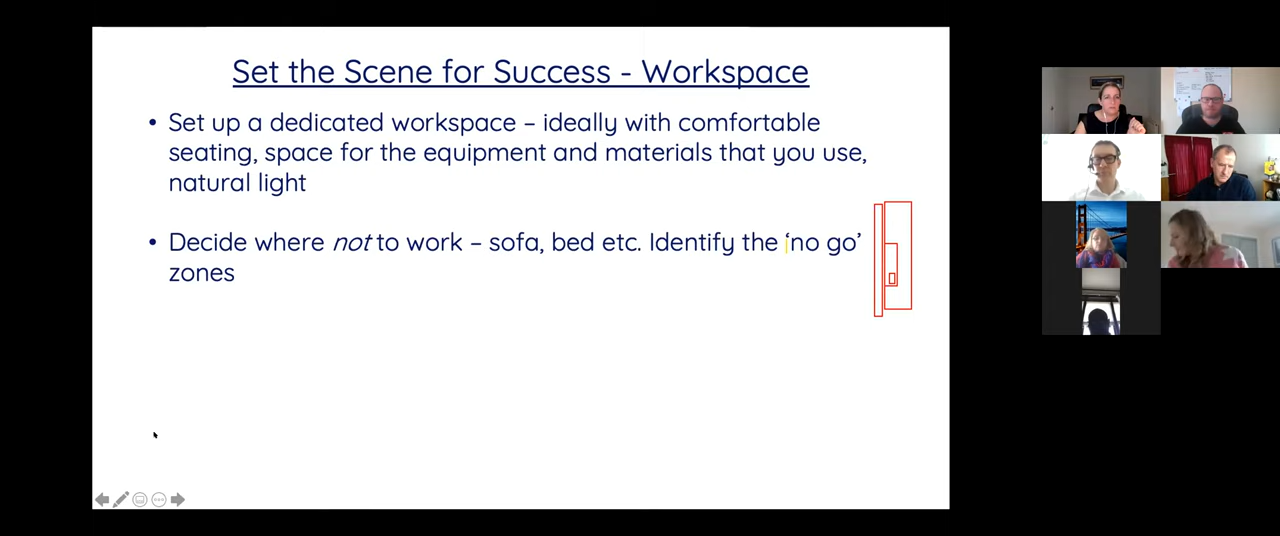 Set the Scene for Success - Workspace
• Set up a dedicated workspace – ideally with comfortable
seating, space for the equipment and materials that you use,
natural light
• Decide where not to work – sofa, bed etc. Identify the ‘no go’
zones